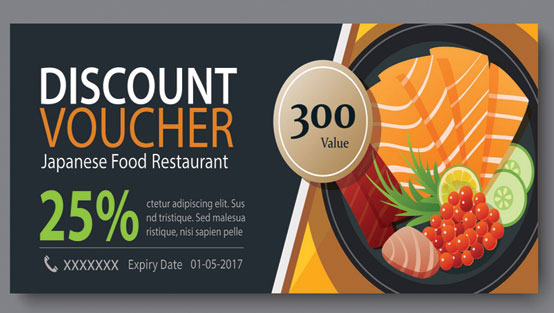 DISCOUNT
VOUCHER
Japanese Food Restaurant
25%
ctetur adipiscing elit. Sus
nd tristique. Sed malesua
ristique, nisi sapien pelle
XXXXXXX Expiry Date 01-05-2017
300
Value